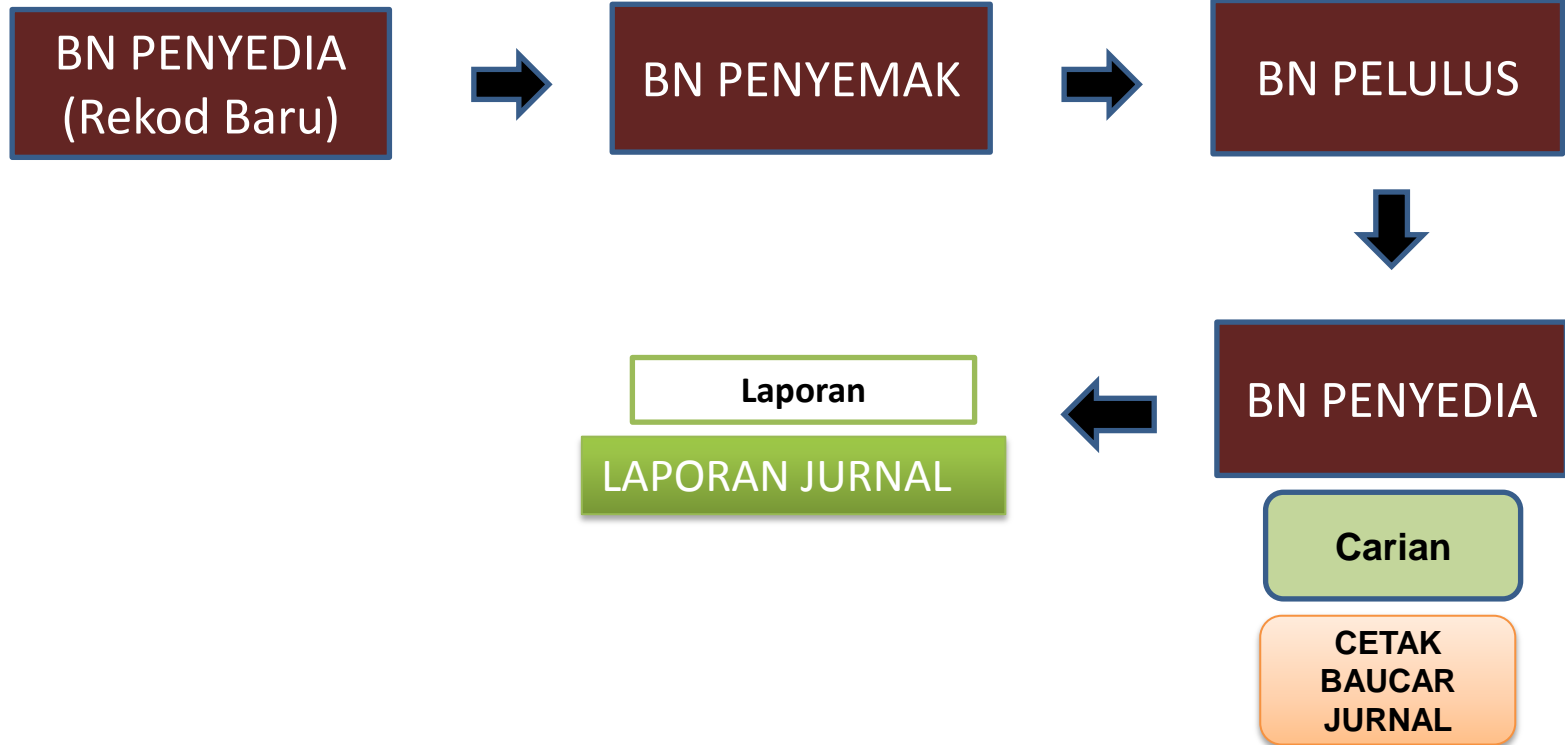 BN PENYEDIA
(Rekod Baru)
BN PENYEMAK
BN PELULUS
BN PENYEDIA
Carian
CETAK
BAUCAR
JURNAL
Laporan
LAPORAN JURNAL